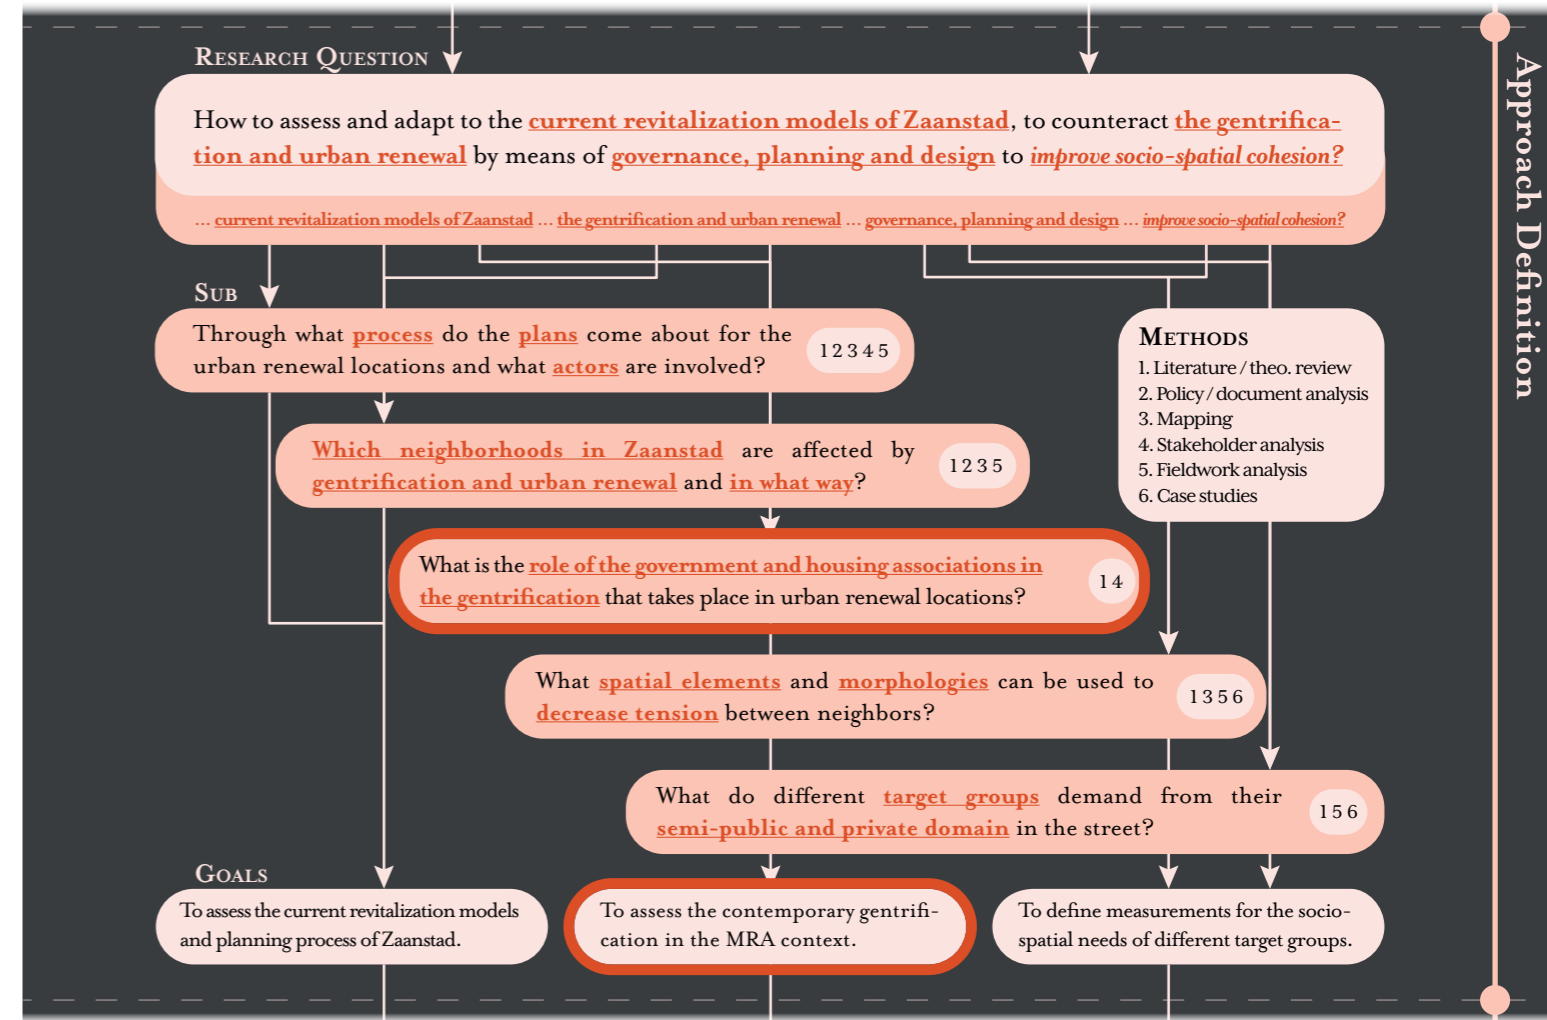 RESEARCH QUESTION
How to assess and adapt to the current revitalization models of Zaanstad, to counteract the gentrifica-
tion and urban renewal by means of governance, planning and design to improve socio-spatial cohesion?
... current revitalization models of Zaanstad ... the gentrification and urban renewal ... governance, planning and design ... improve socio-spatial cohesion?
SUB
Through what process do the plans come about for the
urban renewal locations and what actors are involved?
1 2 3 4 5
Which neighborhoods in Zaanstad are affected by
gentrification and urban renewal and in what way?
1 2 3 5
METHODS
1. Literature / theo. review
2. Policy / document analysis
3. Mapping
4. Stakeholder analysis
5. Fieldwork analysis
6. Case studies
What is the role of the government and housing associations in
the gentrification that takes place in urban renewal locations?
1 4
What spatial elements and morphologies can be used to
decrease tension between neighbors?
1 3 5 6
What do different target groups demand from their
semi-public and private domain in the street?
1 5 6
GOALS
To assess the current revitalization models
and planning process of Zaanstad.
To assess the contemporary gentrifi-
cation in the MRA context.
To define measurements for the socio-
spatial needs of different target groups.
Approach Definition